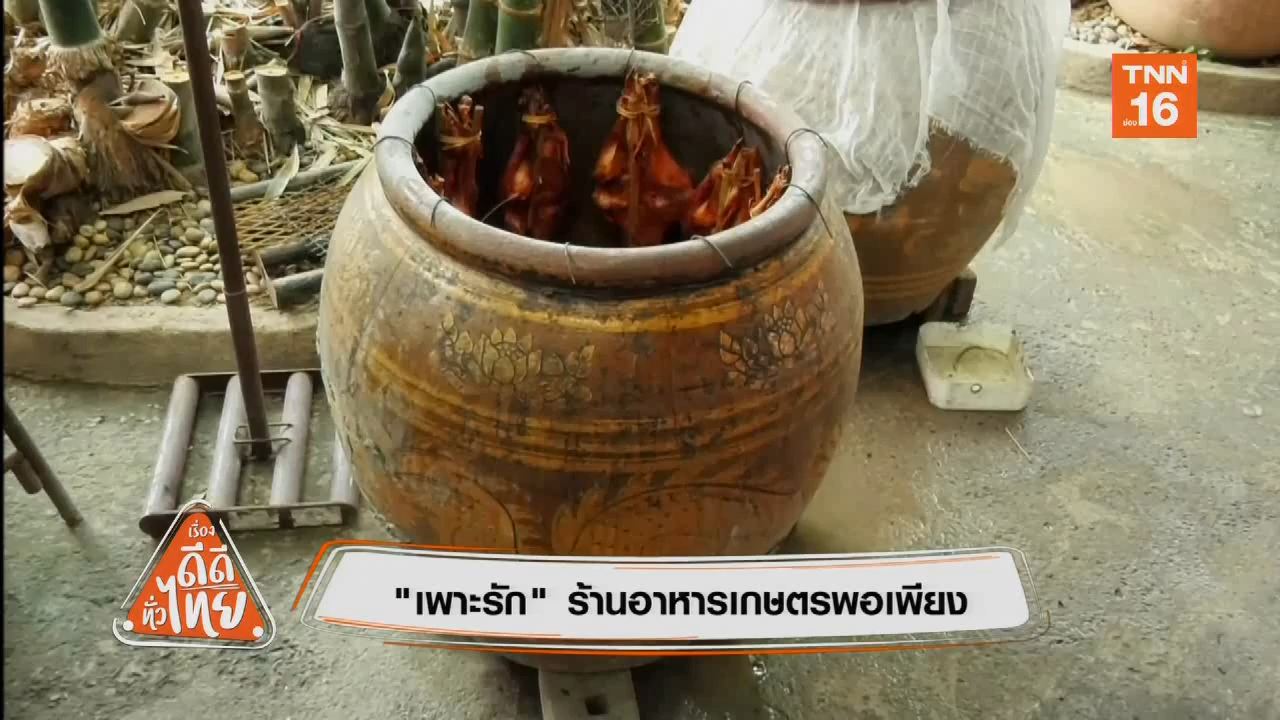 TNN
ช่อง 16
เรื่อง
ดีดี
ทั่วไทย
"เพาะรัก" ร้านอาหารเกษตรพอเพียง